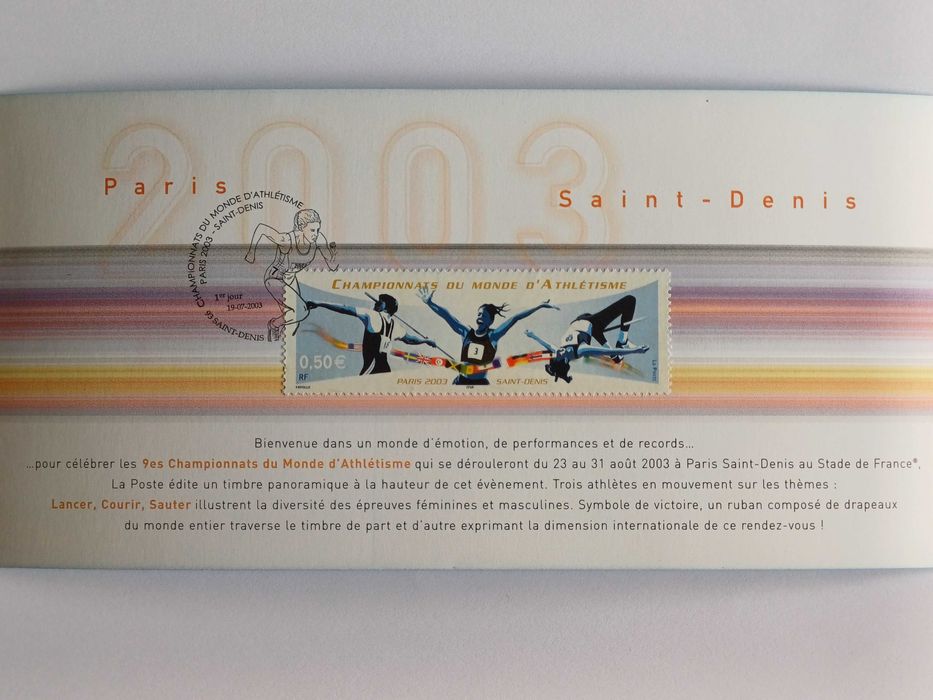 2003
Paris
Saint-Denis
CHAMPIONNATS DU MONDE D'ATHLÉTISME
PARIS 2003 - SAINT-DENIS
1er jour
19-07-2003
93 SAINT-DENIS
CHAMPIONNATS DU MONDE D'ATHLÉTISME
3
0,50€
RF
PARIS 2003
SAINT-DENIS
LA POSTE
Bienvenue dans un monde d'émotion, de performances et de records...
...pour célébrer les 9es Championnats du Monde d'Athlétisme qui se dérouleront du 23 au 31 août 2003 à Paris Saint-Denis au Stade de France®,
La Poste édite un timbre panoramique à la hauteur de cet évènement. Trois athlètes en mouvement sur les thèmes :
Lancer, Courir, Sauter illustrent la diversité des épreuves féminines et masculines. Symbole de victoire, un ruban composé de drapeaux
du monde entier traverse le timbre de part et d'autre exprimant la dimension internationale de ce rendez-vous !